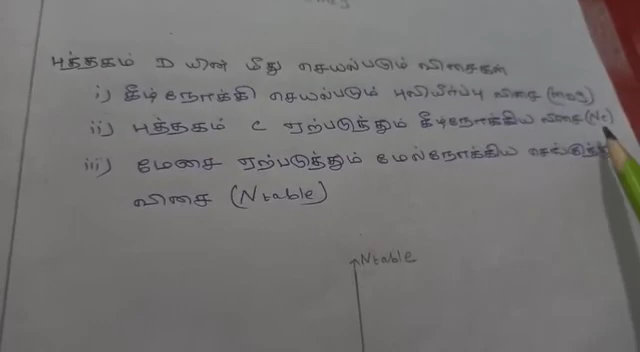 புத்தகம் D யின் மீது செயல்படும் விசைகள்
i) கீழ்நோக்கி செயல்படும் புவியீர்ப்பு விசை (mDg)
ii) புத்தகம் C ஏற்படுத்தும் கீழ்நோக்கிய விசை (Nc)
iii) மேசை ஏற்படுத்தும் மேல்நோக்கிய
விசை (Ntable)
Ntable